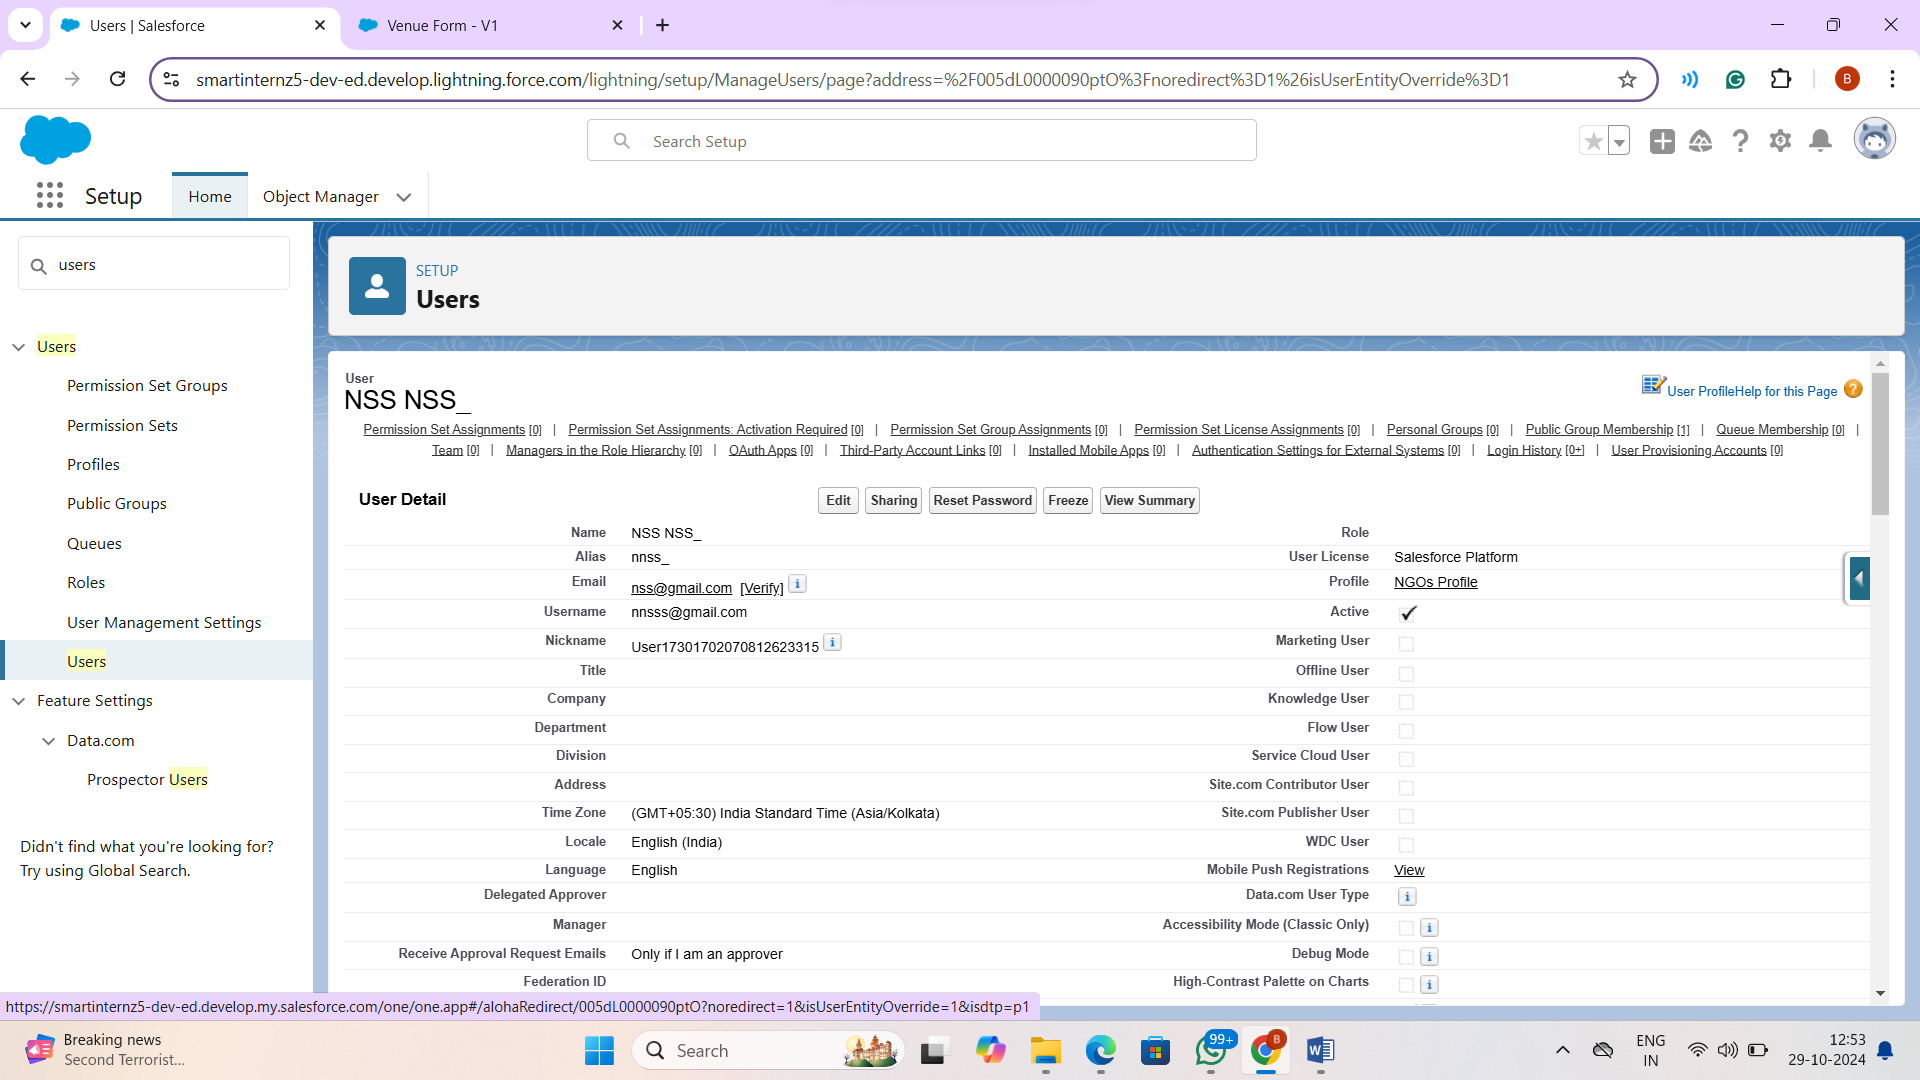 Users | Salesforce
Venue Form - V1
smartinternz5-dev-ed.develop.lightning.force.com/lightning/setup/ManageUsers/page?address=%2F005dL0000090ptO%3Fnoredirect%3D1%26isUserEntityOverride%3D1
B
Search Setup
Setup
Home
Object Manager
users
SETUP
Users
Users
Permission Set Groups
Permission Sets
Profiles
Public Groups
Queues
Roles
User Management Settings
Users
Feature Settings
Data.com
Prospector Users
Didn't find what you're looking for?
Try using Global Search.
User
NSS NSS_
User Profile Help for this Page ?
Permission Set Assignments [0] | Permission Set Assignments: Activation Required [0] | Permission Set Group Assignments [0] | Permission Set License Assignments [0] | Personal Groups [0] | Public Group Membership [1] | Queue Membership [0] |
Team [0] | Managers in the Role Hierarchy [0] | OAuth Apps [0] | Third-Party Account Links [0] | Installed Mobile Apps [0] | Authentication Settings for External Systems [0] | Login History [0+] | User Provisioning Accounts [0]
User Detail
Edit Sharing Reset Password Freeze View Summary
Name NSS NSS_ Role
Alias nnss_ User License Salesforce Platform
Email nss@gmail.com [Verify] i Profile NGOs Profile
Username nnsss@gmail.com Active ✓
Nickname User17301702070812623315 i Marketing User
Title Offline User
Company Knowledge User
Department Flow User
Division Service Cloud User
Address Site.com Contributor User
Time Zone (GMT+05:30) India Standard Time (Asia/Kolkata) Site.com Publisher User
Locale English (India) WDC User
Language English Mobile Push Registrations View
Delegated Approver Data.com User Type i
Manager Accessibility Mode (Classic Only) i
Receive Approval Request Emails Only if I am an approver Debug Mode i
Federation ID High-Contrast Palette on Charts i
https://smartinternz5-dev-ed.develop.my.salesforce.com/one/one.app#/alohaRedirect/005dL0000090ptO?noredirect=1&isUserEntityOverride=1&isdtp=p1
Breaking news
Second Terrorist...
Search
99+
B
ENG
IN
12:53
29-10-2024